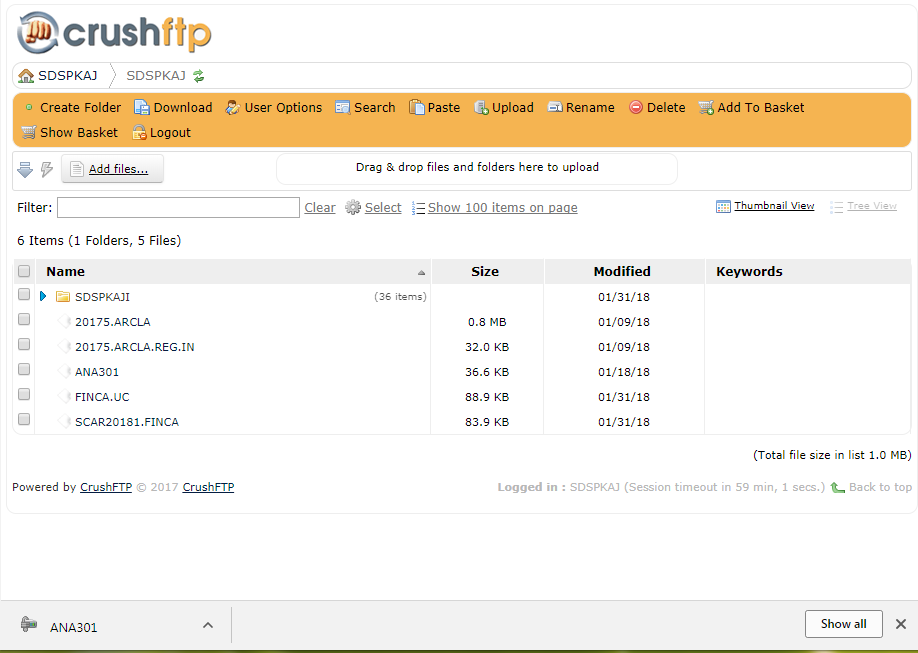 crushftp
SDSPKAJ SDSPKAJ
Create Folder Download User Options Search Paste Upload Rename Delete Add To Basket
Show Basket Logout
Add files... Drag & drop files and folders here to upload
Filter: Clear Select Show 100 items on page Thumbnail View Tree View
6 Items (1 Folders, 5 Files)
Name Size Modified Keywords
SDSPKAJI (36 items) 01/31/18
20175.ARCLA 0.8 MB 01/09/18
20175.ARCLA.REG.IN 32.0 KB 01/09/18
ANA301 36.6 KB 01/18/18
FINCA.UC 88.9 KB 01/31/18
SCAR20181.FINCA 83.9 KB 01/31/18
(Total file size in list 1.0 MB)
Powered by CrushFTP © 2017 CrushFTP Logged in : SDSPKAJ (Session timeout in 59 min, 1 secs.) Back to top
ANA301 Show all